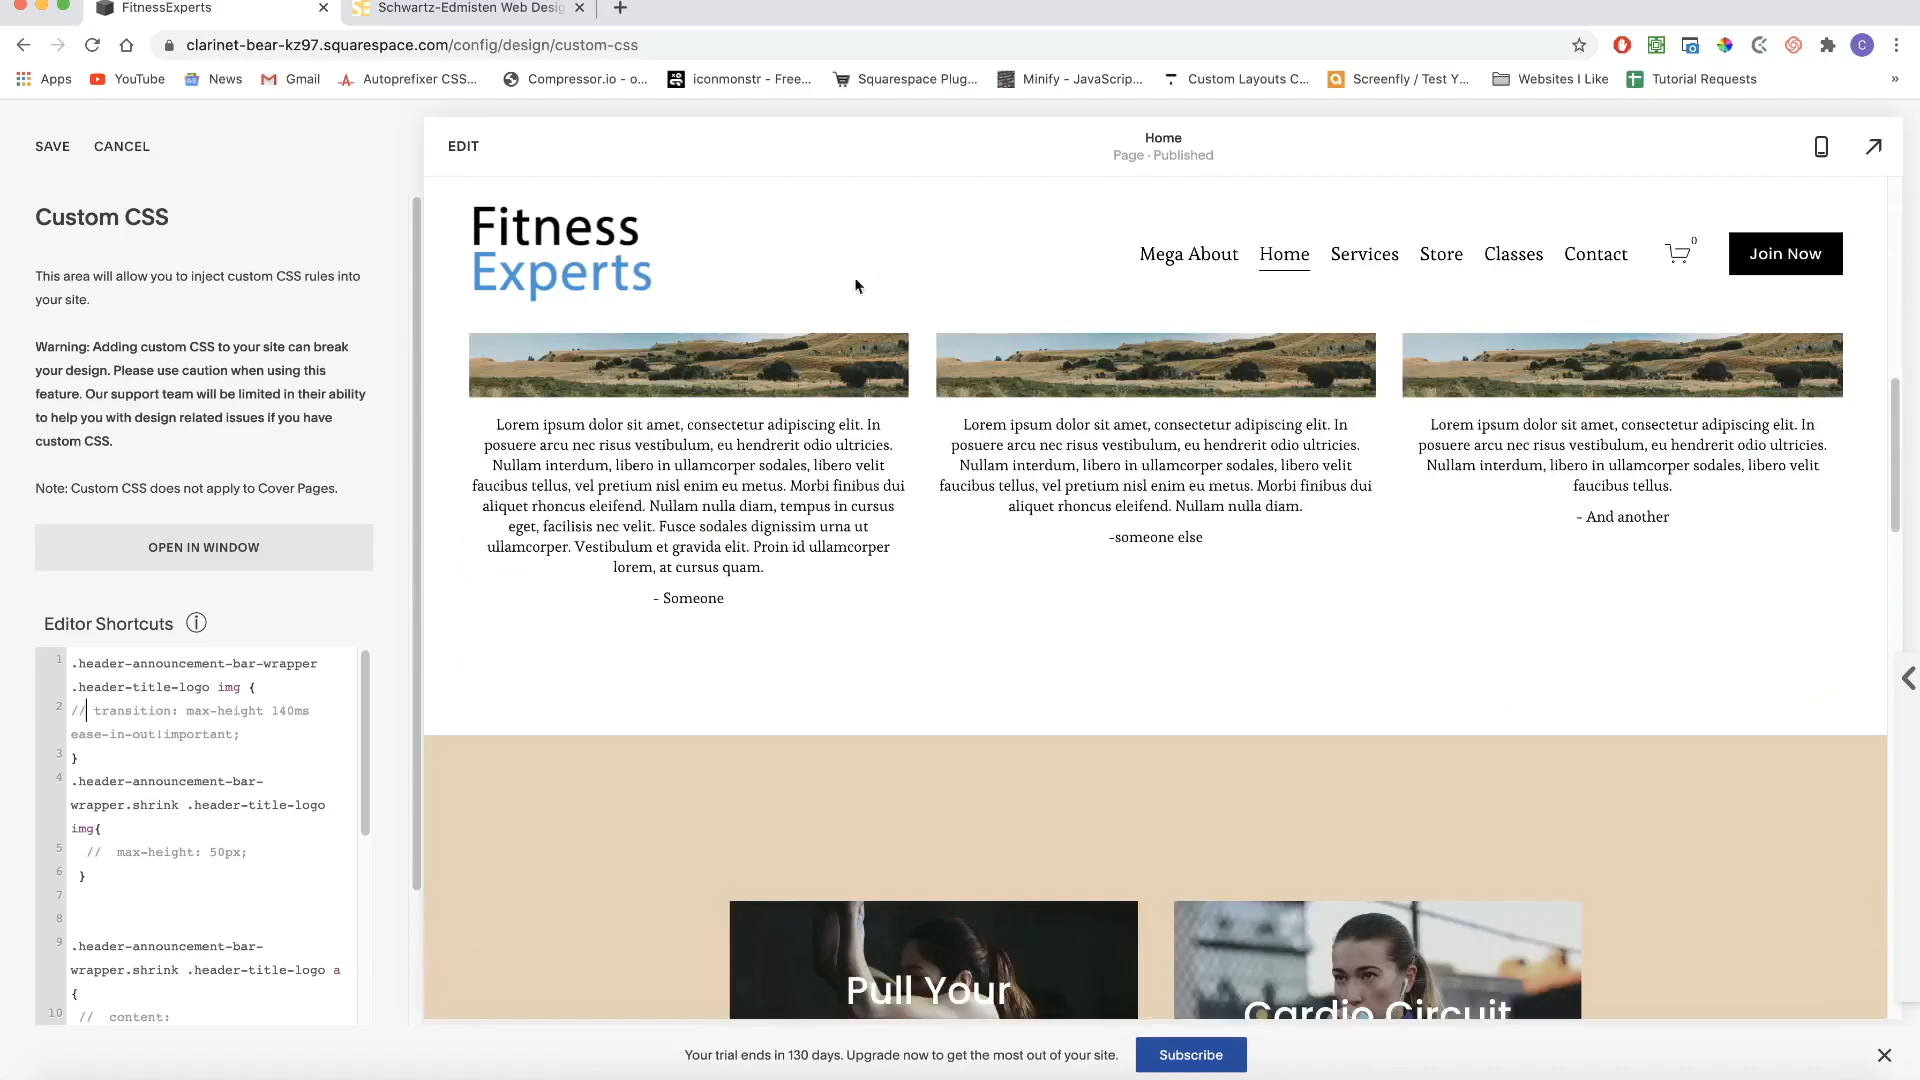 FitnessExperts
Schwartz-Edmisten Web Desig
clarinet-bear-kz97.squarespace.com/config/design/custom-css
C
Apps
YouTube
News
Gmail
Autoprefixer CSS...
Compressor.io - o...
iconmonstr - Free...
Squarespace Plug...
Minify - JavaScrip...
Custom Layouts C...
Screenfly / Test Y...
Websites I Like
Tutorial Requests
»
SAVE
CANCEL
Custom CSS
This area will allow you to inject custom CSS rules into
your site.
Warning: Adding custom CSS to your site can break
your design. Please use caution when using this
feature. Our support team will be limited in their ability
to help you with design related issues if you have
custom CSS.
Note: Custom CSS does not apply to Cover Pages.
OPEN IN WINDOW
Editor Shortcuts
1 .header-announcement-bar-wrapper
.header-title-logo img {
2 // transition: max-height 140ms
ease-in-out!important;
3 }
4 .header-announcement-bar-
wrapper.shrink .header-title-logo
img{
5 // max-height: 50px;
6 }
7
8
9 .header-announcement-bar-
wrapper.shrink .header-title-logo a
{
10 // content:
EDIT
Home
Page · Published
Fitness
Experts
Mega About
Home
Services
Store
Classes
Contact
0
Join Now
Lorem ipsum dolor sit amet, consectetur adipiscing elit. In
posuere arcu nec risus vestibulum, eu hendrerit odio ultricies.
Nullam interdum, libero in ullamcorper sodales, libero velit
faucibus tellus, vel pretium nisl enim eu metus. Morbi finibus dui
aliquet rhoncus eleifend. Nullam nulla diam, tempus in cursus
eget, facilisis nec velit. Fusce sodales dignissim urna ut
ullamcorper. Vestibulum et gravida elit. Proin id ullamcorper
lorem, at cursus quam.
- Someone
Lorem ipsum dolor sit amet, consectetur adipiscing elit. In
posuere arcu nec risus vestibulum, eu hendrerit odio ultricies.
Nullam interdum, libero in ullamcorper sodales, libero velit
faucibus tellus, vel pretium nisl enim eu metus. Morbi finibus dui
aliquet rhoncus eleifend. Nullam nulla diam.
-someone else
Lorem ipsum dolor sit amet, consectetur adipiscing elit. In
posuere arcu nec risus vestibulum, eu hendrerit odio ultricies.
Nullam interdum, libero in ullamcorper sodales, libero velit
faucibus tellus.
- And another
Pull Your
Cardio Circuit
Your trial ends in 130 days. Upgrade now to get the most out of your site.
Subscribe